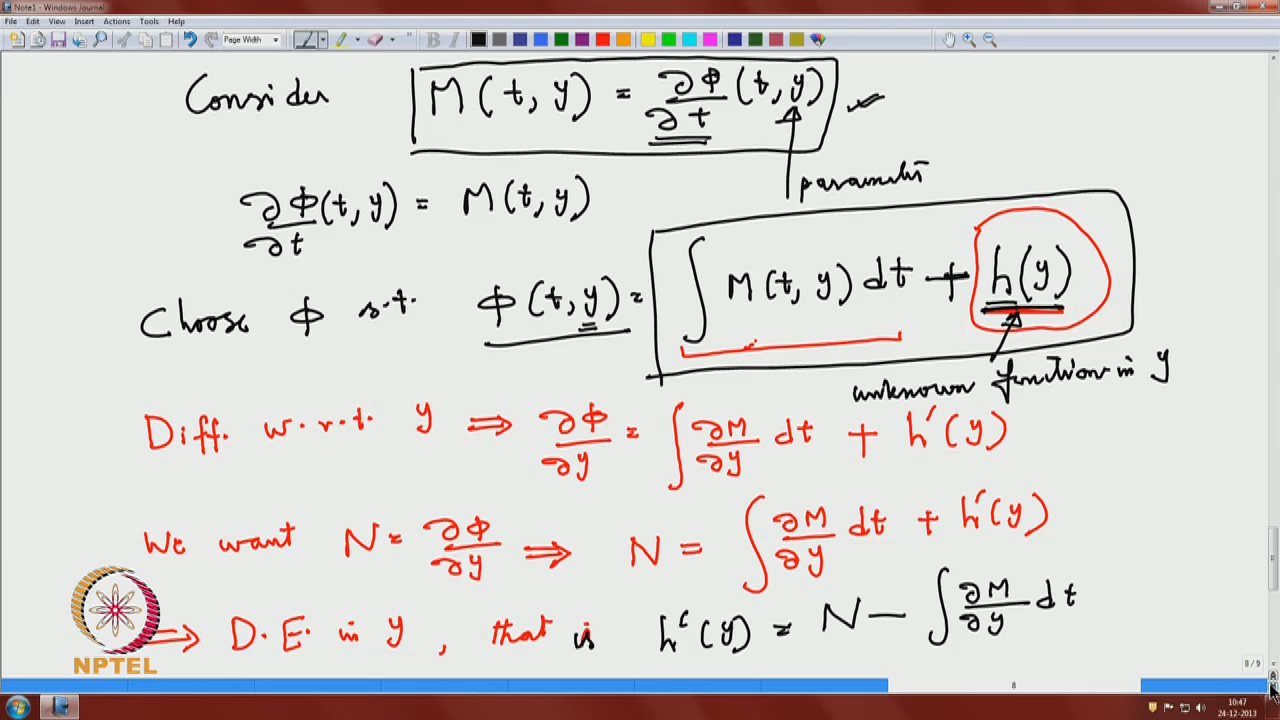 Note1 - Windows Journal
File Edit View Insert Actions Tools Help
Page Width
Consider M(t, y) = ∂Φ/∂t (t, y)
parameter
∂Φ/∂t (t, y) = M(t, y)
Choose Φ s.t. Φ(t, y) = ∫ M(t, y) dt + h(y)
unknown function in y
Diff. w.r.t. y ⇒ ∂Φ/∂y = ∫ ∂M/∂y dt + h'(y)
We want N = ∂Φ/∂y ⇒ N = ∫ ∂M/∂y dt + h'(y)
⇒ D.E. in y, that is h'(y) = N − ∫ ∂M/∂y dt
NPTEL
8/9
8
10:47
24-12-2013